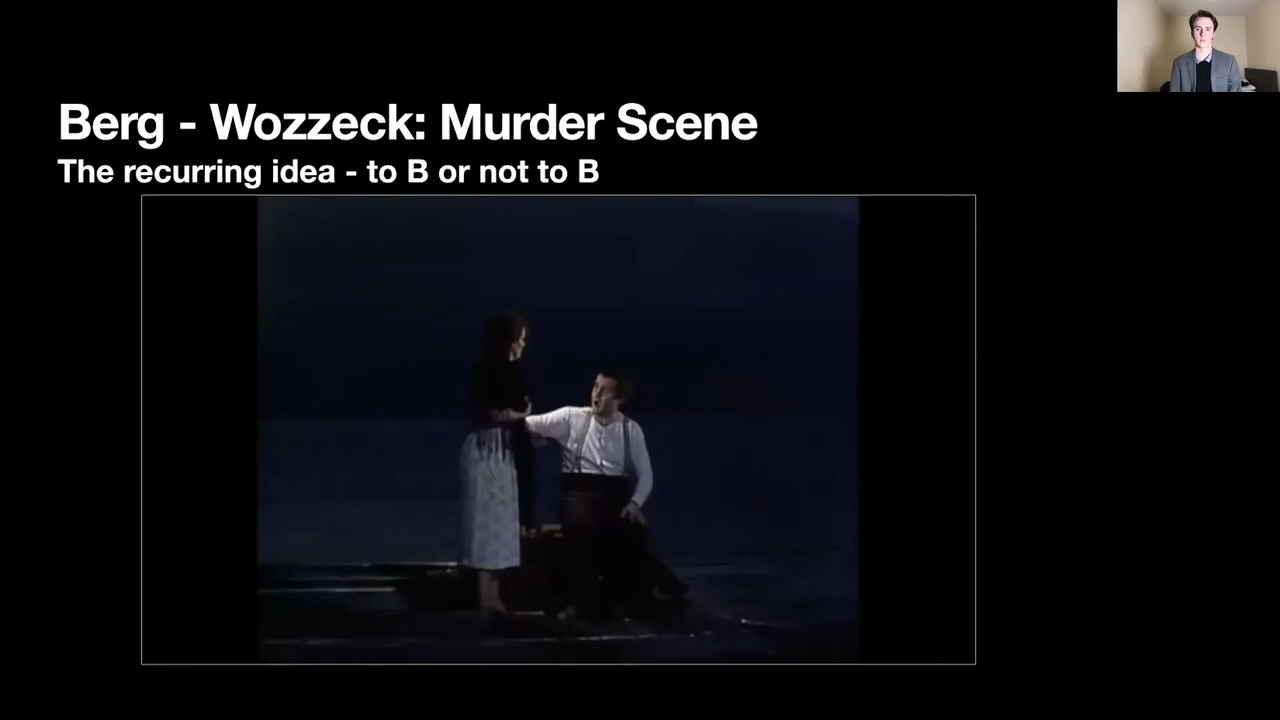 Berg - Wozzeck: Murder Scene
The recurring idea - to B or not to B